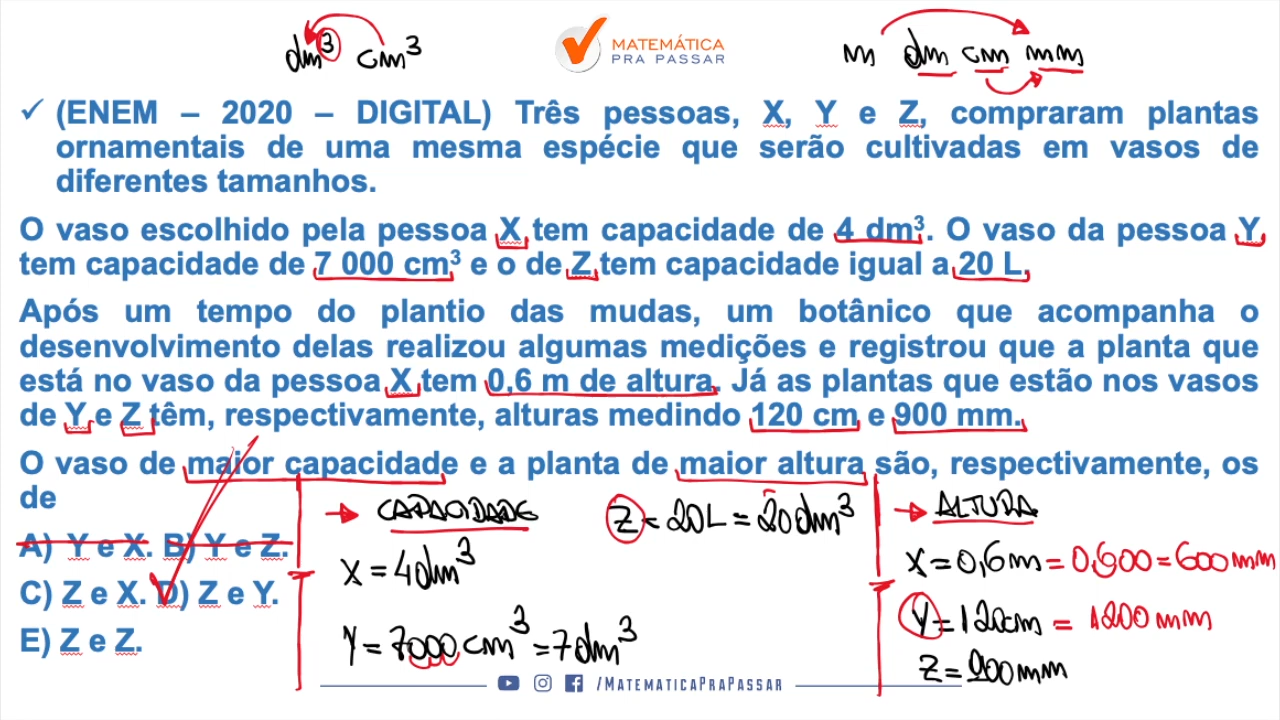 dm³ cm³
MATEMÁTICA
PRA PASSAR
m dm cm mm
✓ (ENEM – 2020 – DIGITAL) Três pessoas, X, Y e Z, compraram plantas
ornamentais de uma mesma espécie que serão cultivadas em vasos de
diferentes tamanhos.
O vaso escolhido pela pessoa X tem capacidade de 4 dm³. O vaso da pessoa Y
tem capacidade de 7 000 cm³ e o de Z tem capacidade igual a 20 L.
Após um tempo do plantio das mudas, um botânico que acompanha o
desenvolvimento delas realizou algumas medições e registrou que a planta que
está no vaso da pessoa X tem 0,6 m de altura. Já as plantas que estão nos vasos
de Y e Z têm, respectivamente, alturas medindo 120 cm e 900 mm.
O vaso de maior capacidade e a planta de maior altura são, respectivamente, os
de
A) Y e X. B) Y e Z.
C) Z e X. D) Z e Y.
E) Z e Z.
→ CAPACIDADE
X = 4dm³
Y = 7000 cm³ = 7dm³
Z = 20L = 20dm³
→ ALTURA
X = 0,6m = 0,600 = 600mm
Y = 120cm = 1200mm
Z = 900mm
/MatematicaPraPassar